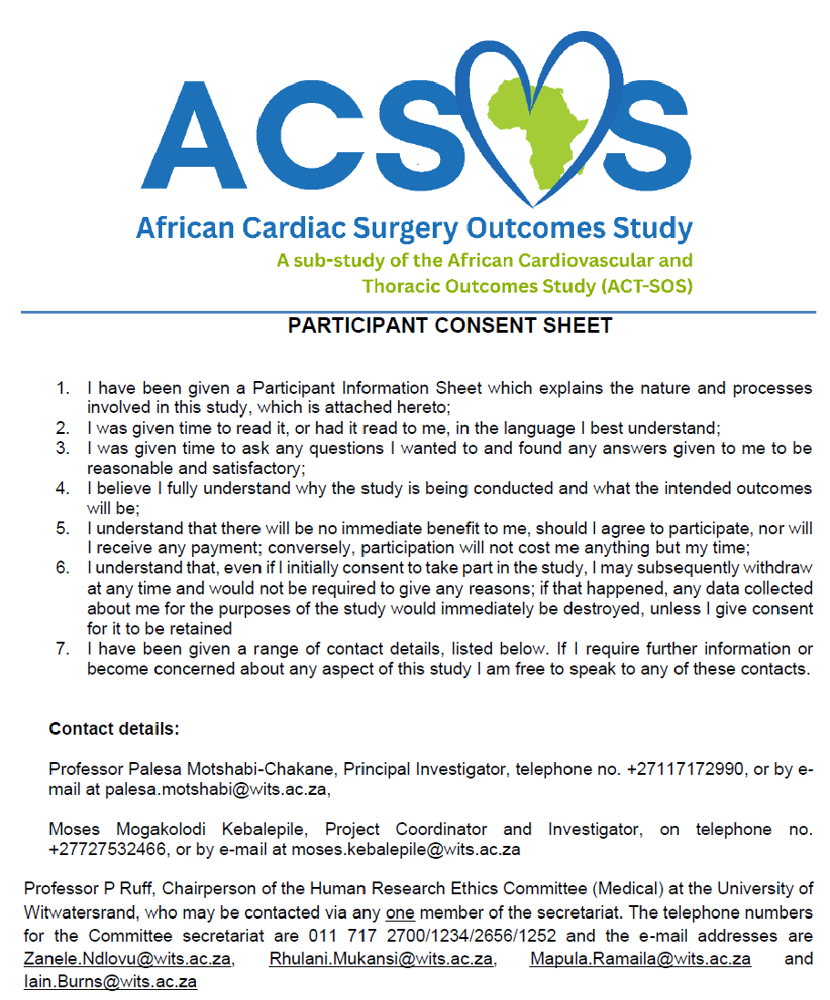 ACSOS
African Cardiac Surgery Outcomes Study
A sub-study of the African Cardiovascular and
Thoracic Outcomes Study (ACT-SOS)
PARTICIPANT CONSENT SHEET
1. I have been given a Participant Information Sheet which explains the nature and processes
involved in this study, which is attached hereto;
2. I was given time to read it, or had it read to me, in the language I best understand;
3. I was given time to ask any questions I wanted to and found any answers given to me to be
reasonable and satisfactory;
4. I believe I fully understand why the study is being conducted and what the intended outcomes
will be;
5. I understand that there will be no immediate benefit to me, should I agree to participate, nor will
I receive any payment; conversely, participation will not cost me anything but my time;
6. I understand that, even if I initially consent to take part in the study, I may subsequently withdraw
at any time and would not be required to give any reasons; if that happened, any data collected
about me for the purposes of the study would immediately be destroyed, unless I give consent
for it to be retained
7. I have been given a range of contact details, listed below. If I require further information or
become concerned about any aspect of this study I am free to speak to any of these contacts.
Contact details:
Professor Palesa Motshabi-Chakane, Principal Investigator, telephone no. +27117172990, or by e-
mail at palesa.motshabi@wits.ac.za,
Moses Mogakolodi Kebalepile, Project Coordinator and Investigator, on telephone no.
+27727532466, or by e-mail at moses.kebalepile@wits.ac.za
Professor P Ruff, Chairperson of the Human Research Ethics Committee (Medical) at the University of
Witwatersrand, who may be contacted via any one member of the secretariat. The telephone numbers
for the Committee secretariat are 011 717 2700/1234/2656/1252 and the e-mail addresses are
Zanele.Ndlovu@wits.ac.za, Rhulani.Mukansi@wits.ac.za, Mapula.Ramaila@wits.ac.za and
Iain.Burns@wits.ac.za